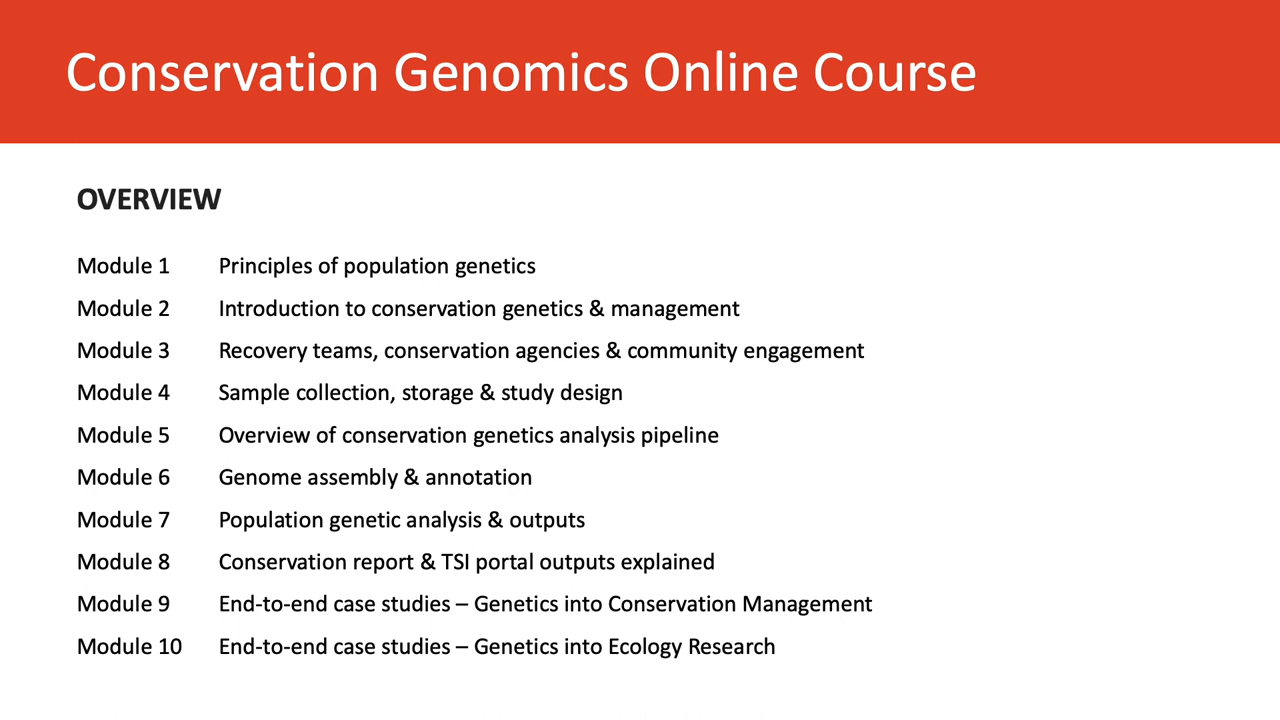 Conservation Genomics Online Course
OVERVIEW
Module 1 Principles of population genetics
Module 2 Introduction to conservation genetics & management
Module 3 Recovery teams, conservation agencies & community engagement
Module 4 Sample collection, storage & study design
Module 5 Overview of conservation genetics analysis pipeline
Module 6 Genome assembly & annotation
Module 7 Population genetic analysis & outputs
Module 8 Conservation report & TSI portal outputs explained
Module 9 End-to-end case studies – Genetics into Conservation Management
Module 10 End-to-end case studies – Genetics into Ecology Research